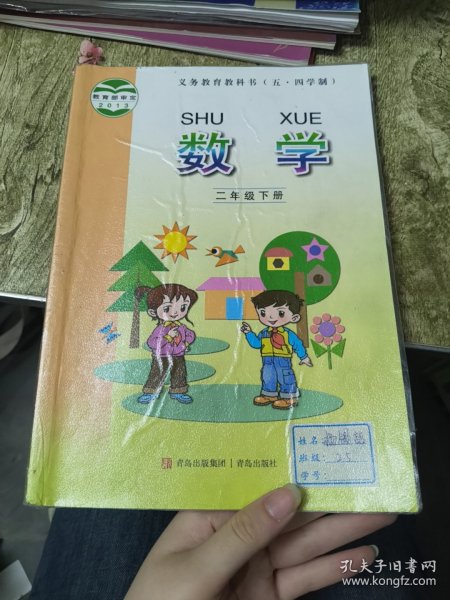 义务教育教科书(五·四学制)
教育部审定
2013
SHU XUE
数学
二年级下册
姓名:
班级: 2.5
学号:
青岛出版集团 | 青岛出版社
孔夫子旧书网
www.kongfz.com